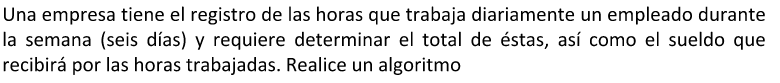 Una empresa tiene el registro de las horas que trabaja diariamente un empleado durante
la semana (seis días) y requiere determinar el total de éstas, así como el sueldo que
recibirá por las horas trabajadas. Realice un algoritmo